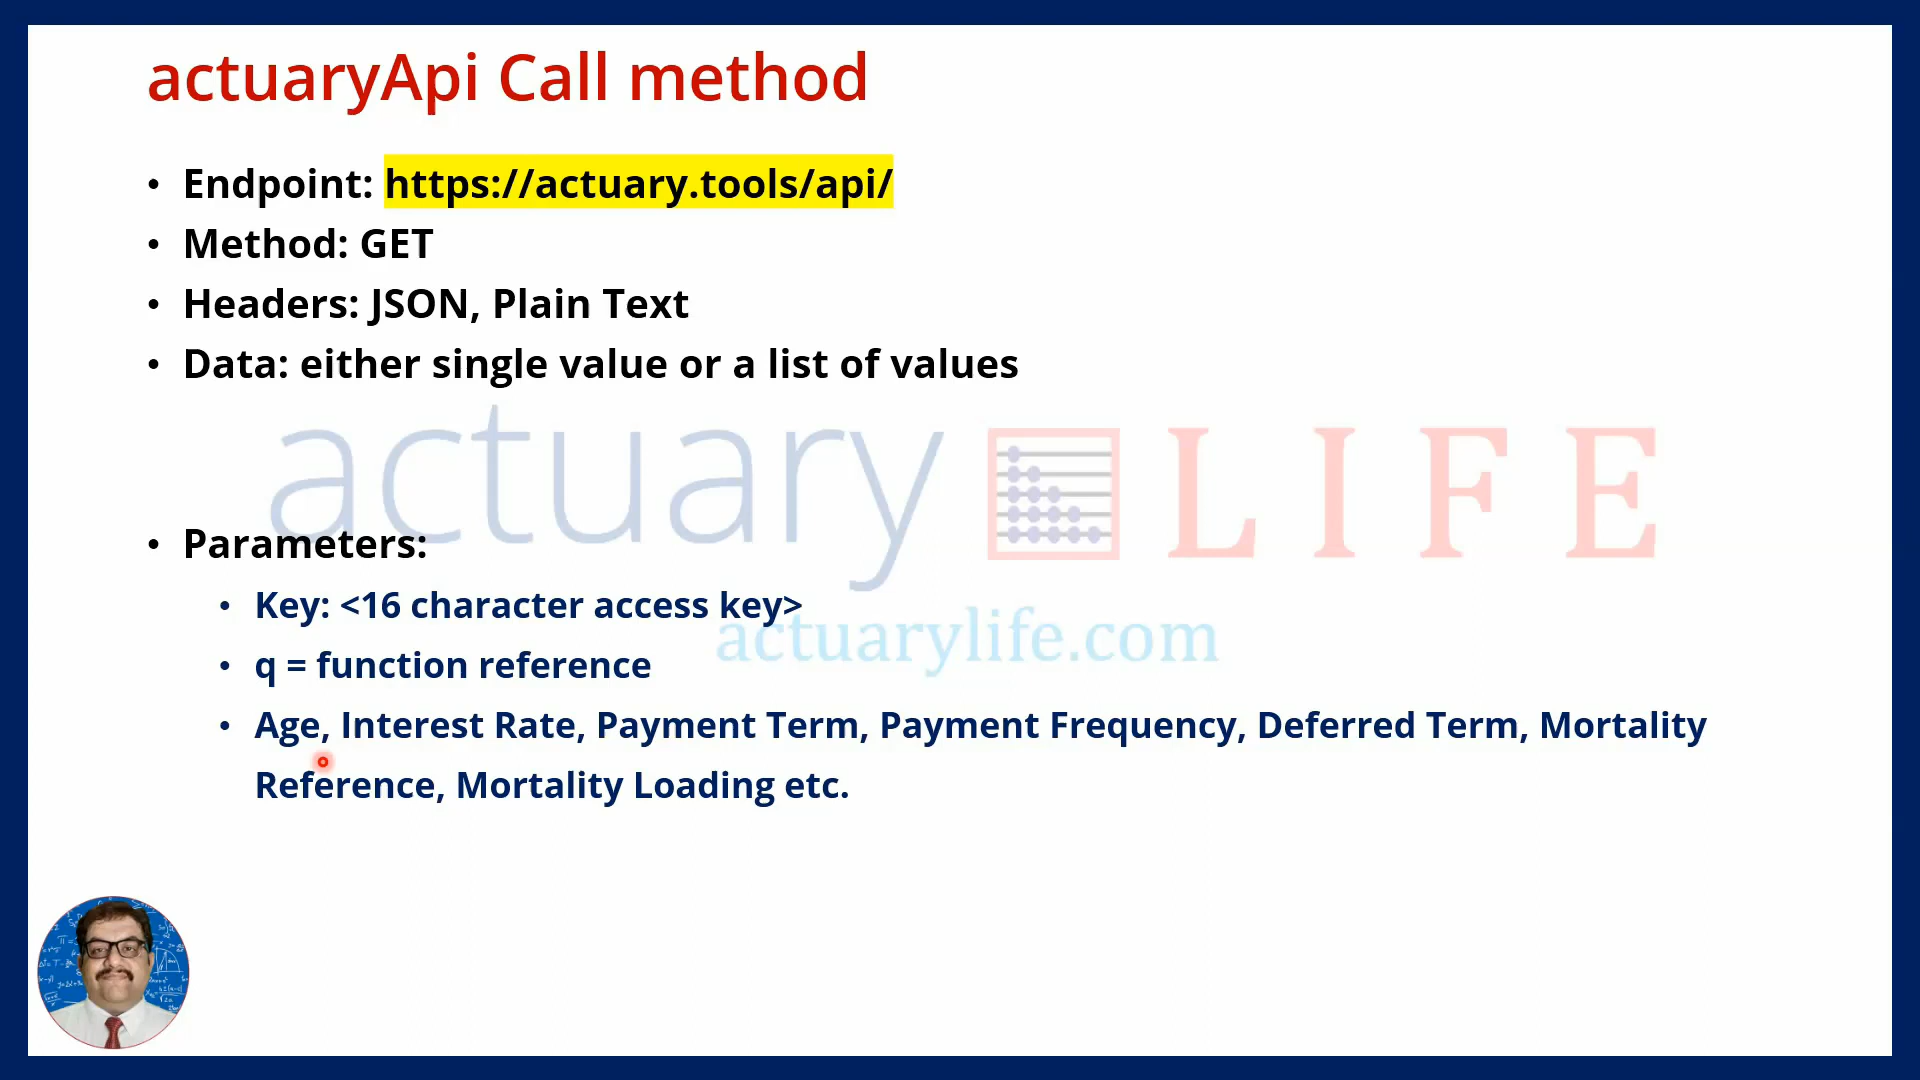 actuaryApi Call method
• Endpoint: https://actuary.tools/api/
• Method: GET
• Headers: JSON, Plain Text
• Data: either single value or a list of values
actuary LIFE
• Parameters:
• Key: <16 character access key>
actuarylife.com
• q = function reference
• Age, Interest Rate, Payment Term, Payment Frequency, Deferred Term, Mortality
Reference, Mortality Loading etc.